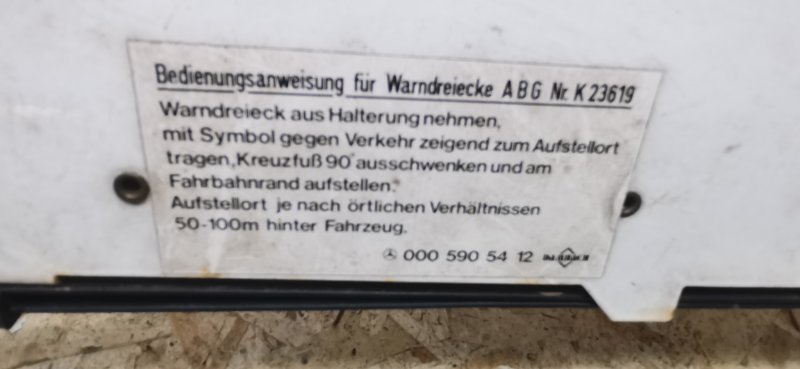 Bedienungsanweisung für Warndreiecke ABG Nr. K 23619
Warndreieck aus Halterung nehmen,
mit Symbol gegen Verkehr zeigend zum Aufstellort
tragen, Kreuzfuß 90° ausschwenken und am
Fahrbahnrand aufstellen.
Aufstellort je nach örtlichen Verhältnissen
50-100m hinter Fahrzeug.
000 590 54 12